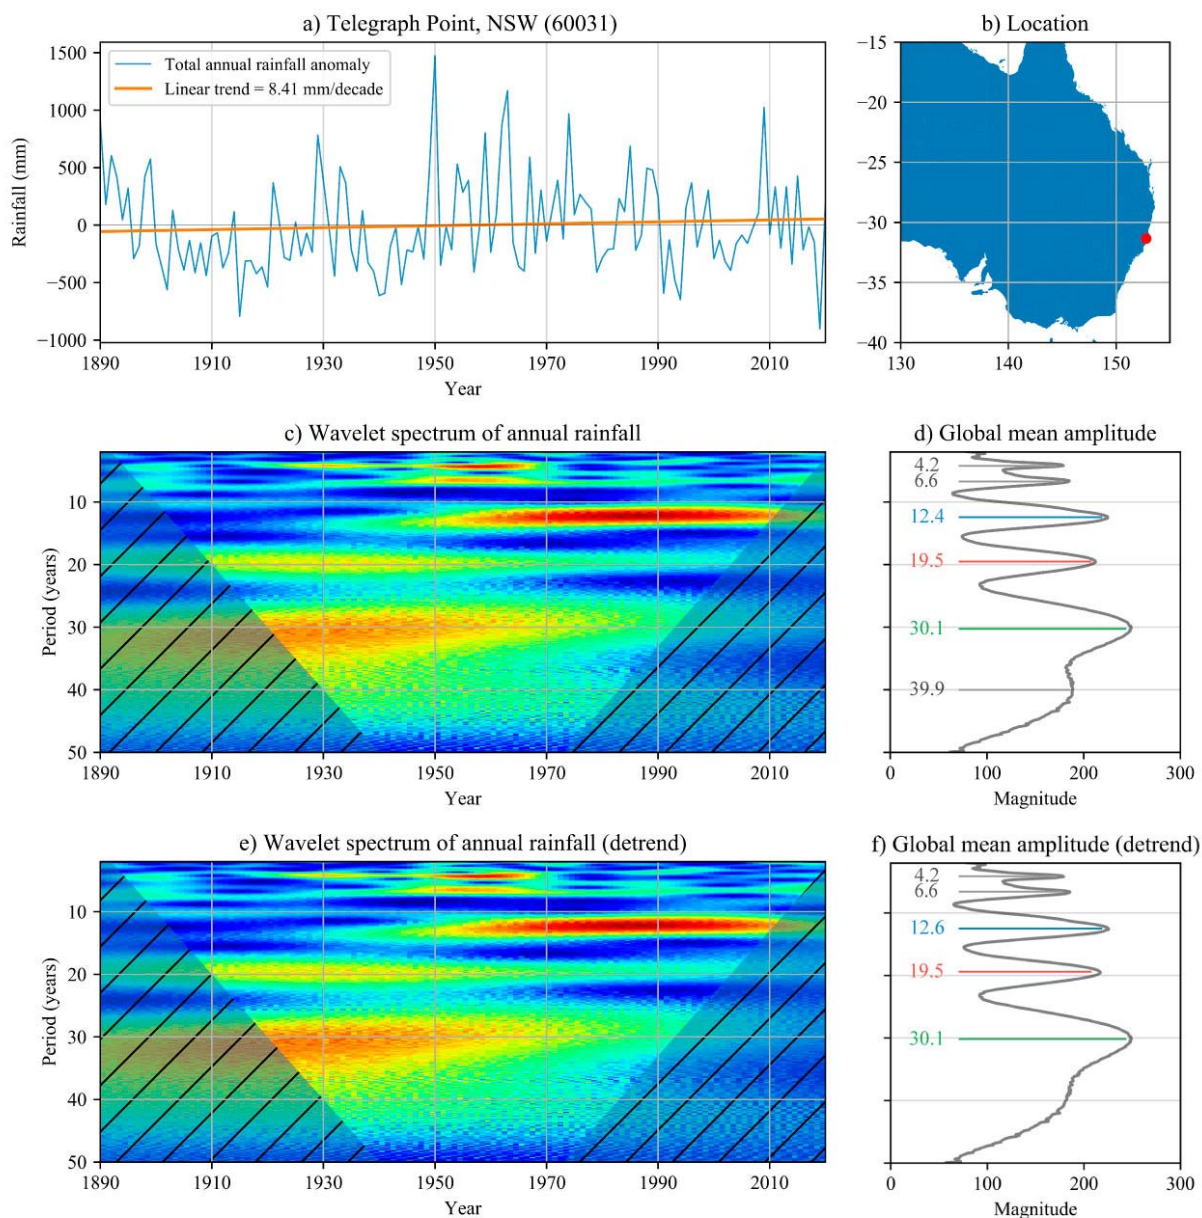 a) Telegraph Point, NSW (60031)
b) Location
1500
1000
500
0
−500
−1000
Rainfall (mm)
Total annual rainfall anomaly
Linear trend = 8.41 mm/decade
1890 1910 1930 1950 1970 1990 2010
Year
−15
−20
−25
−30
−35
−40
130 140 150
c) Wavelet spectrum of annual rainfall
d) Global mean amplitude
10
20
30
40
50
Period (years)
1890 1910 1930 1950 1970 1990 2010
Year
4.2
6.6
12.4
19.5
30.1
39.9
0 100 200 300
Magnitude
e) Wavelet spectrum of annual rainfall (detrend)
f) Global mean amplitude (detrend)
10
20
30
40
50
Period (years)
1890 1910 1930 1950 1970 1990 2010
Year
4.2
6.6
12.6
19.5
30.1
0 100 200 300
Magnitude